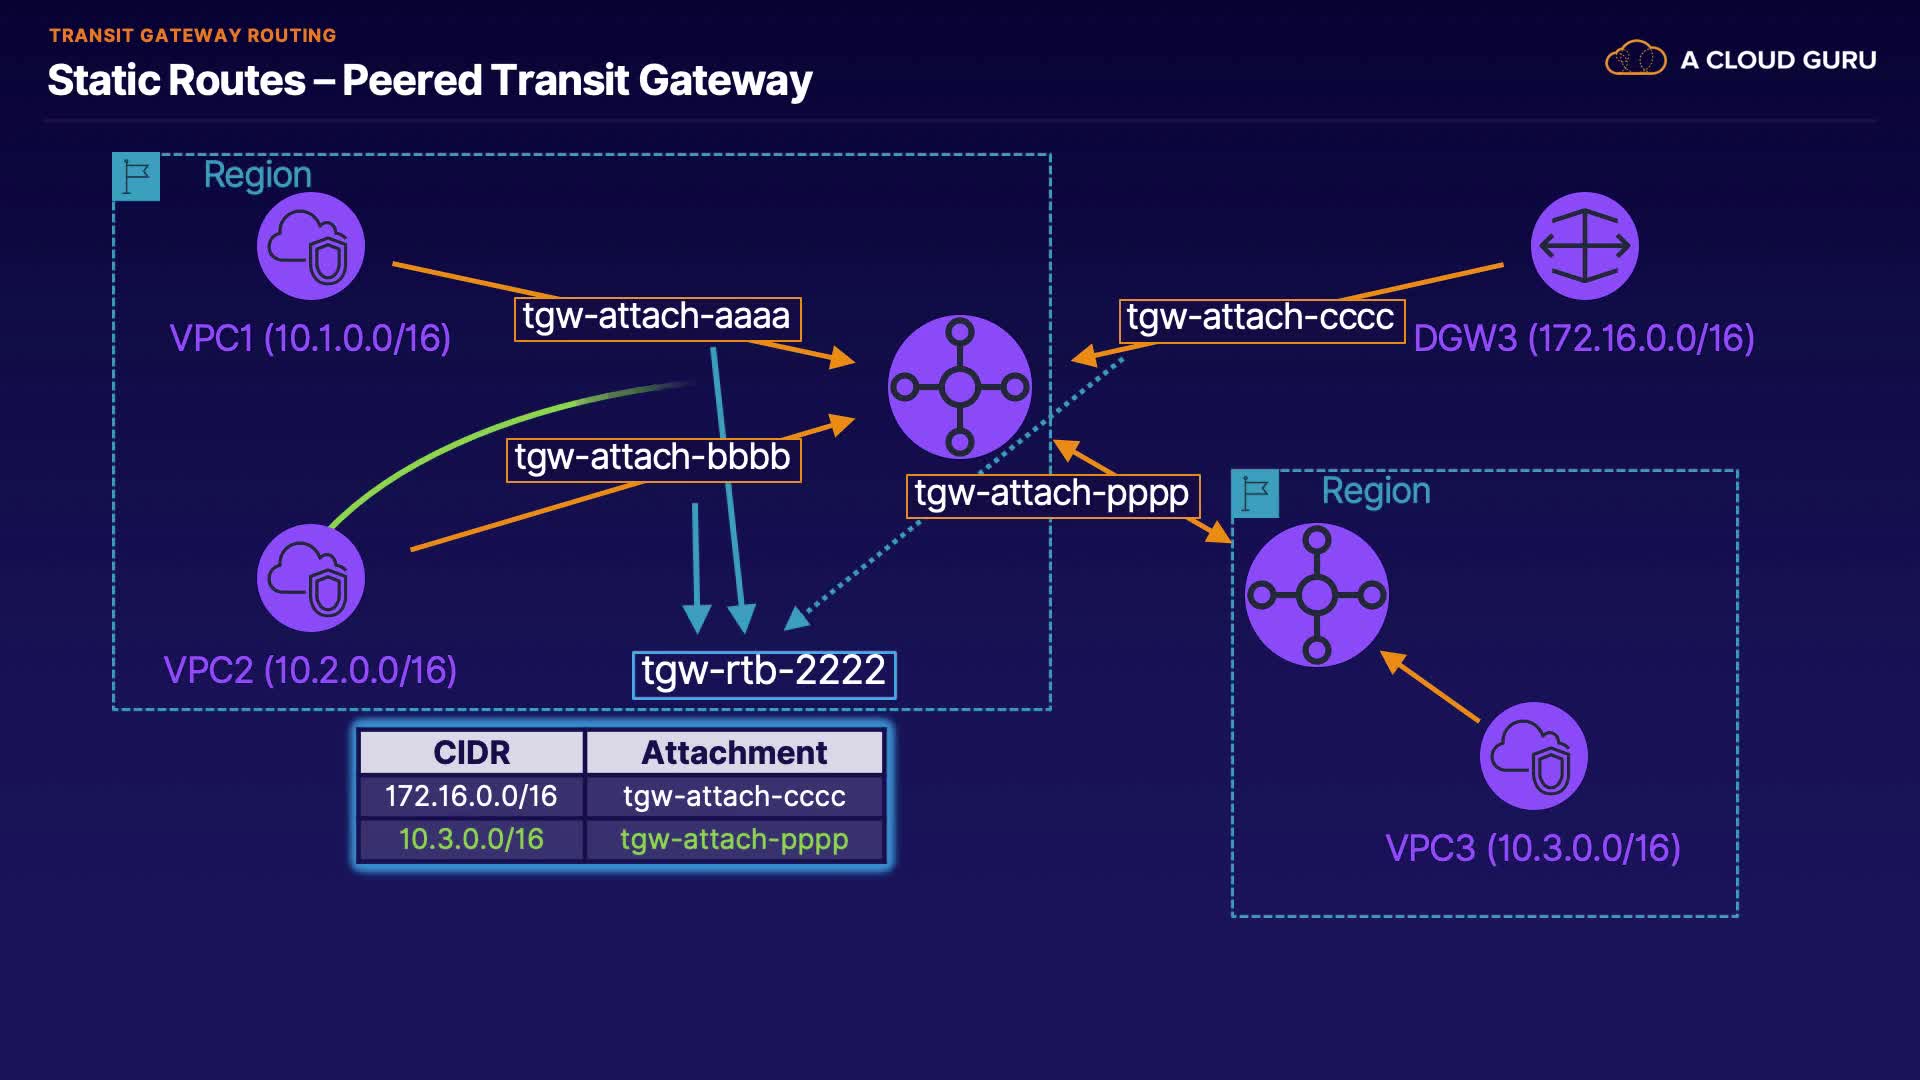 TRANSIT GATEWAY ROUTING
Static Routes – Peered Transit Gateway
A CLOUD GURU
Region
tgw-attach-aaaa
tgw-attach-cccc
VPC1 (10.1.0.0/16)
DGW3 (172.16.0.0/16)
tgw-attach-bbbb
tgw-attach-pppp
Region
VPC2 (10.2.0.0/16)
tgw-rtb-2222
CIDR Attachment
172.16.0.0/16 tgw-attach-cccc
10.3.0.0/16 tgw-attach-pppp
VPC3 (10.3.0.0/16)